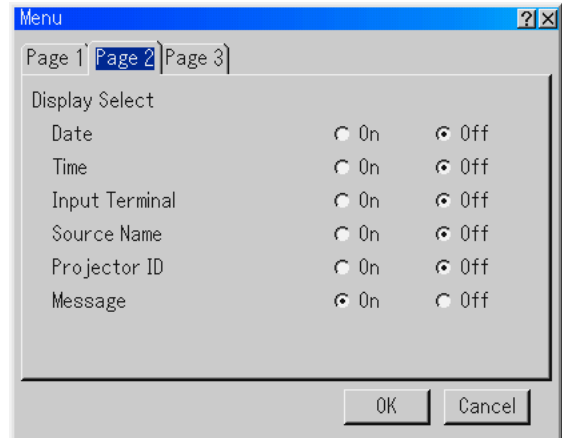 Menu ?
Page 1 Page 2 Page 3
Display Select
Date On Off
Time On Off
Input Terminal On Off
Source Name On Off
Projector ID On Off
Message On Off
OK Cancel